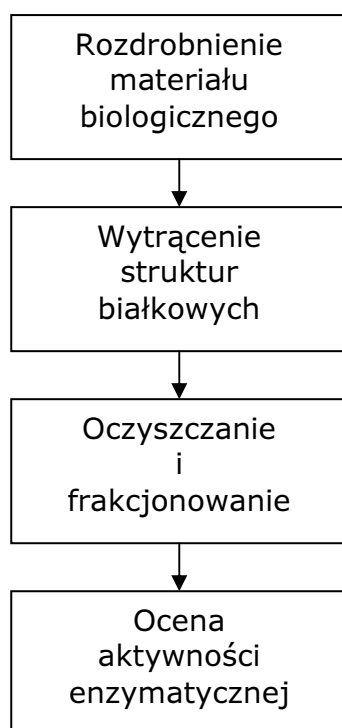 Rozdrobnienie
materiału
biologicznego
Wytrącenie
struktur
białkowych
Oczyszczanie
i
frakcjonowanie
Ocena
aktywności
enzymatycznej